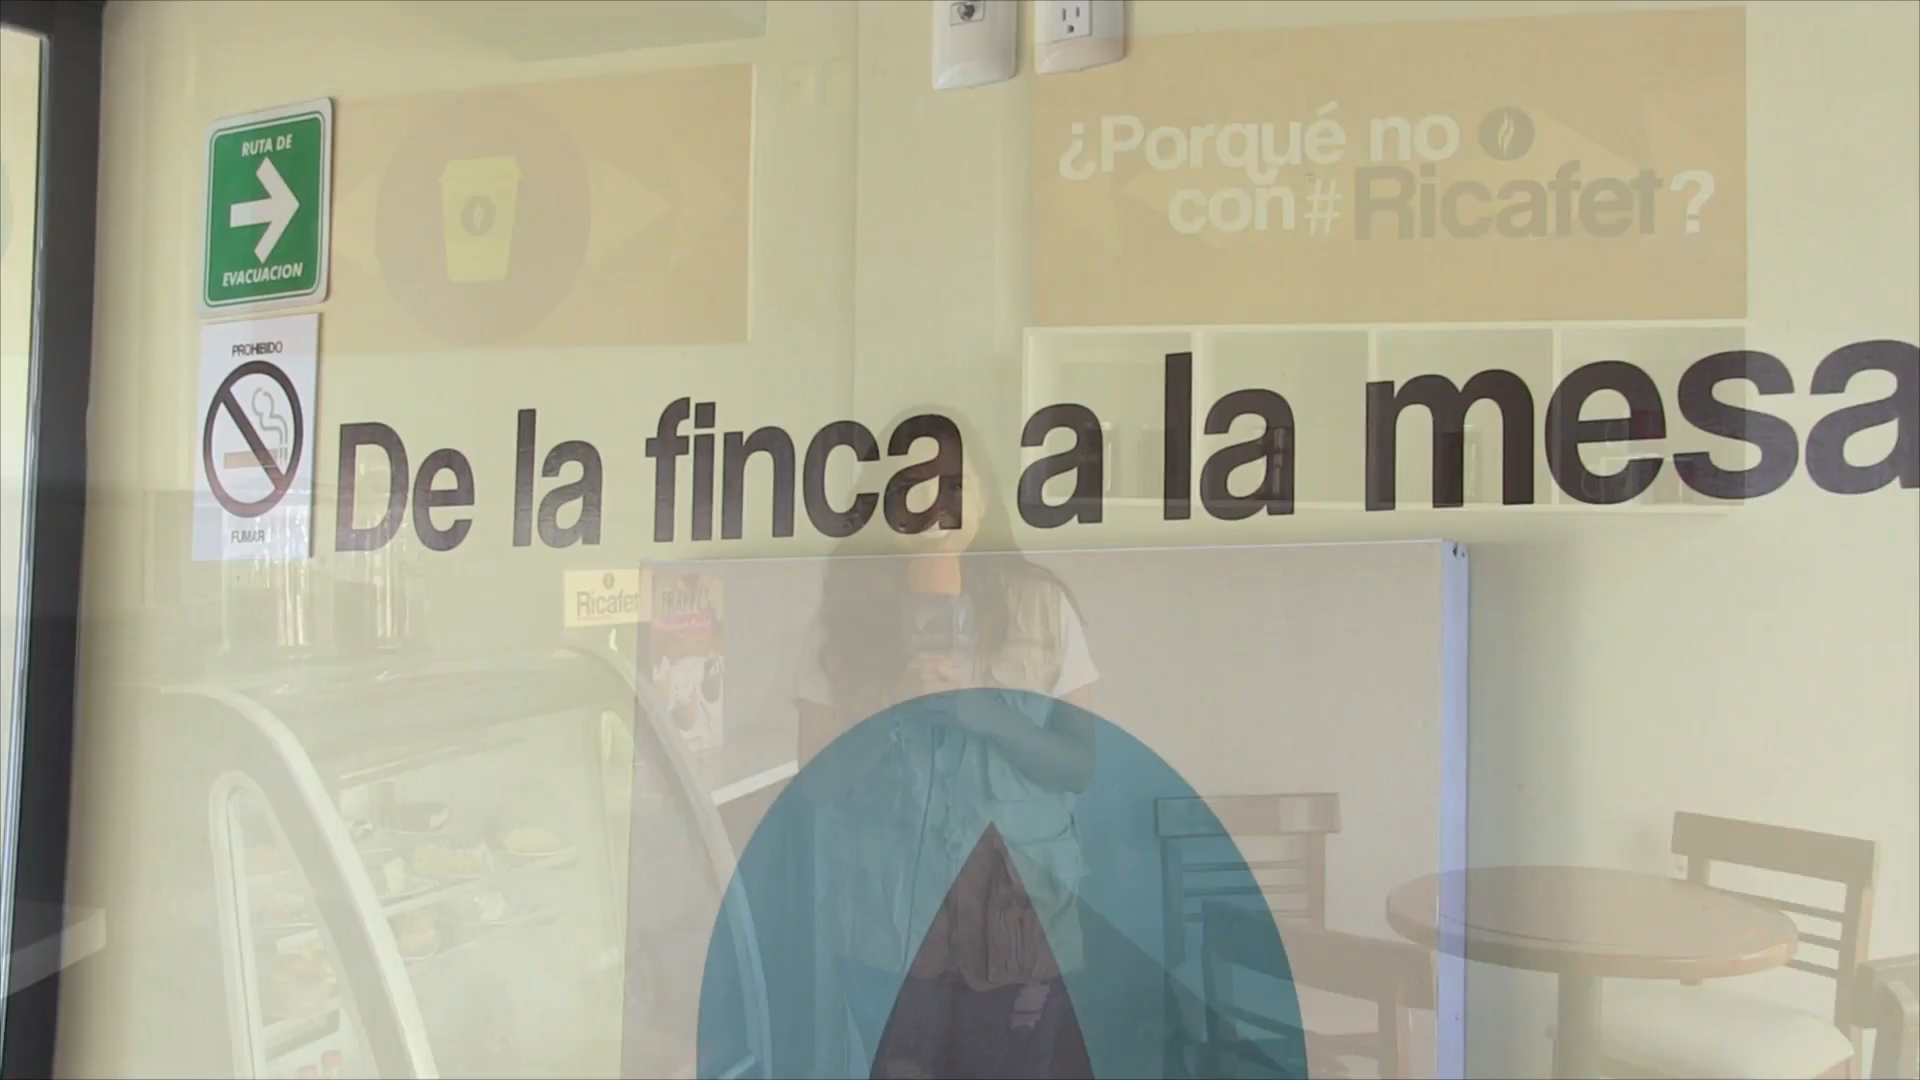 RUTA DE
EVACUACION
¿Porqué no
con #Ricafet?
PROHIBIDO
FUMAR
De la finca a la mesa
Ricafet